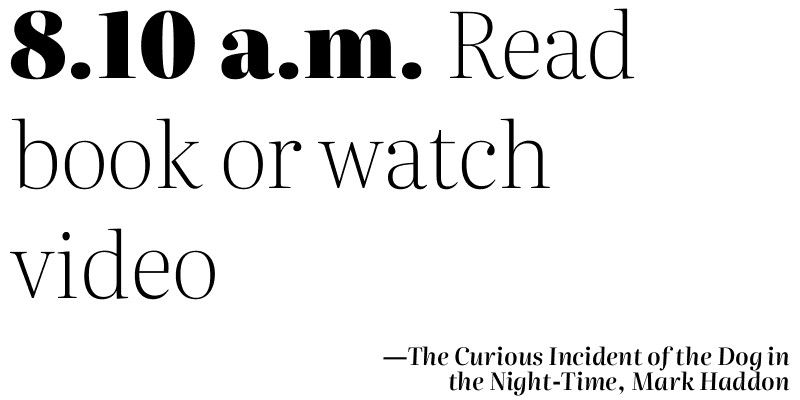 8.10 a.m. Read
book or watch
video
—The Curious Incident of the Dog in
the Night-Time, Mark Haddon